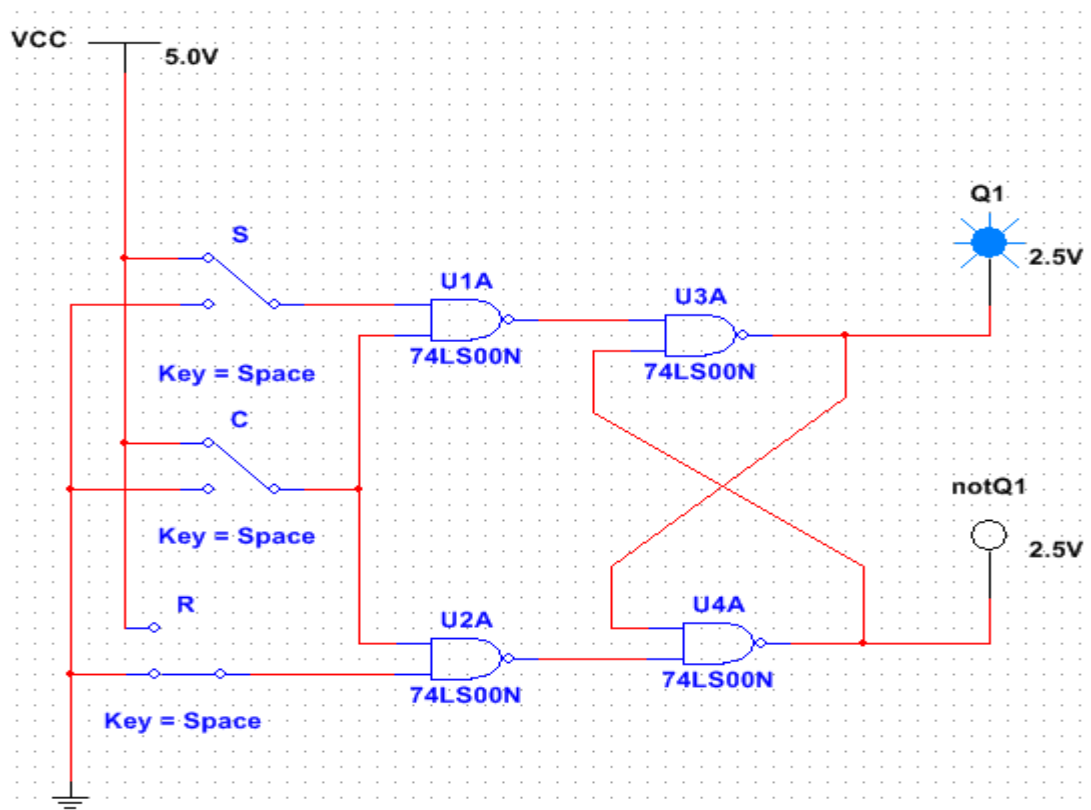 VCC
5.0V
Q1
2.5V
S
U1A
74LS00N
U3A
74LS00N
Key = Space
C
Key = Space
notQ1
2.5V
R
U2A
74LS00N
U4A
74LS00N
Key = Space